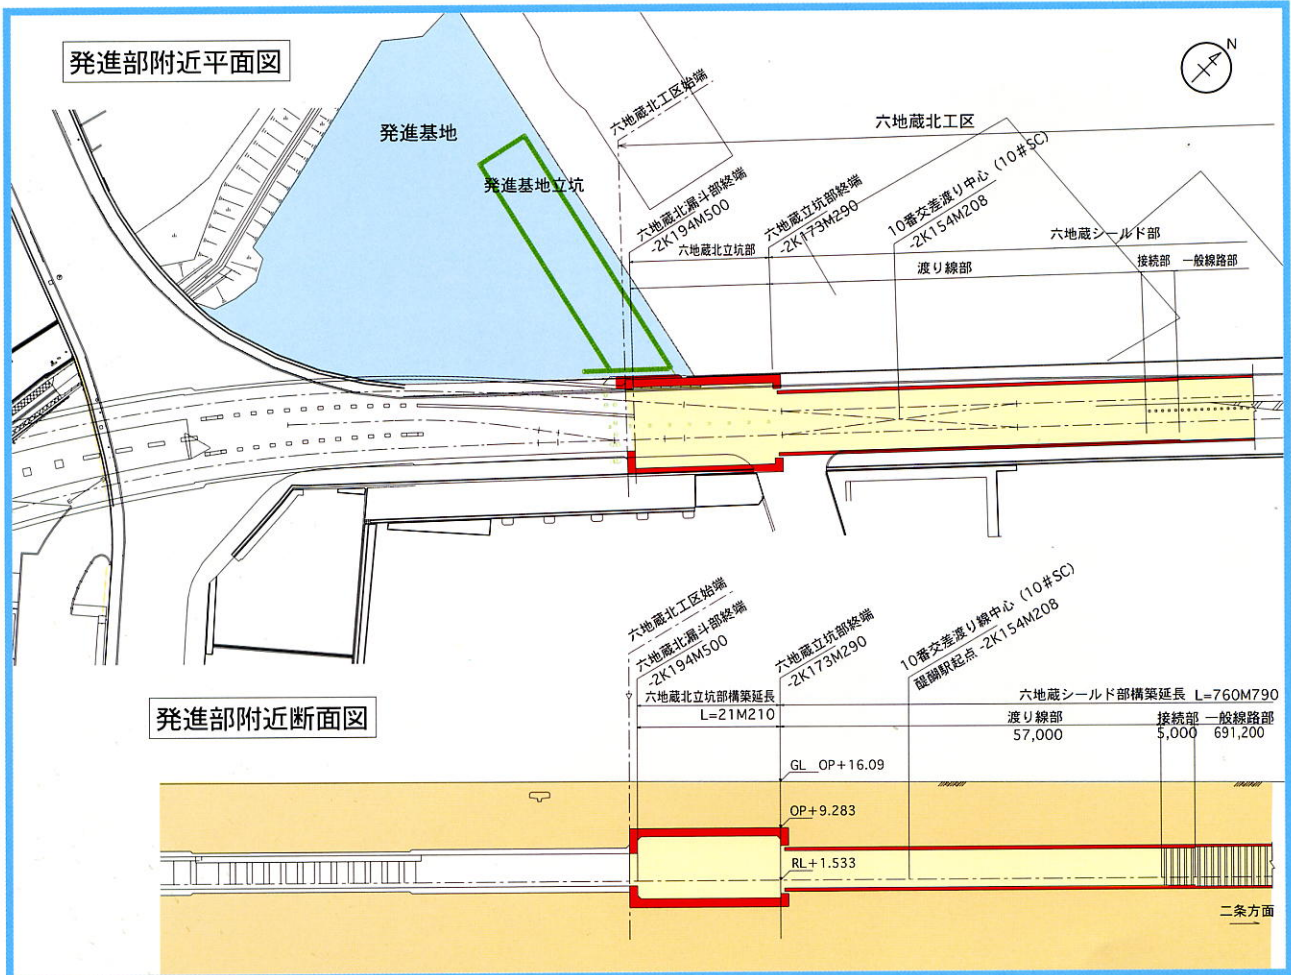 発進部附近平面図
N
発進基地
発進基地立坑
六地蔵北工区始端
六地蔵北工区
六地蔵北漏斗部終端
-2K194M500
六地蔵立坑部終端
-2K173M290
10番交差渡り中心（10#SC）
-2K154M208
六地蔵北立坑部
六地蔵シールド部
渡り線部
接続部
一般線路部
発進部附近断面図
六地蔵北工区始端
六地蔵北漏斗部終端
-2K194M500
六地蔵立坑部終端
-2K173M290
10番交差渡り線中心（10#SC）
醍醐駅起点 -2K154M208
六地蔵北立坑部構築延長
L=21M210
六地蔵シールド部構築延長 L=760M790
渡り線部
57,000
接続部
5,000
一般線路部
691,200
GL OP+16.09
OP+9.283
RL+1.533
二条方面